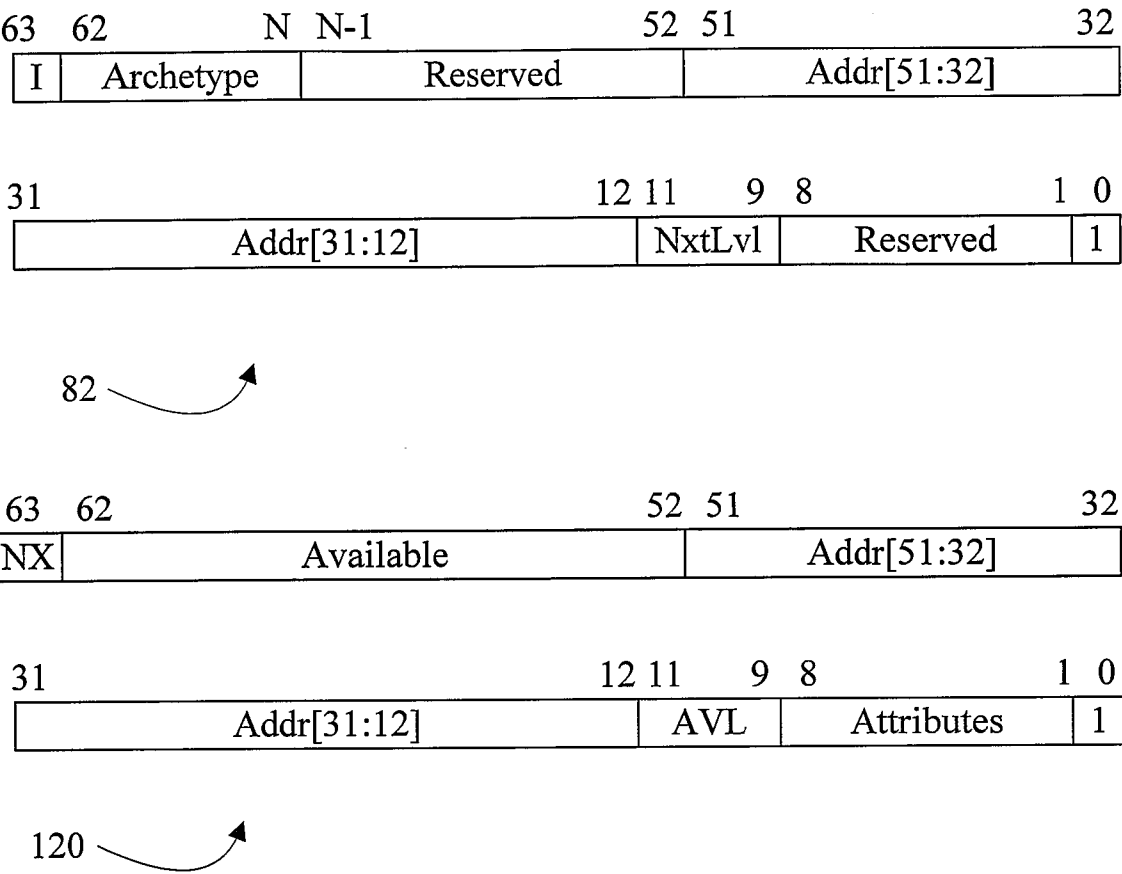 63 62 N N-1 52 51 32
I Archetype Reserved Addr[51:32]
31 12 11 9 8 1 0
Addr[31:12] NxtLvl Reserved 1
82
63 62 52 51 32
NX Available Addr[51:32]
31 12 11 9 8 1 0
Addr[31:12] AVL Attributes 1
120